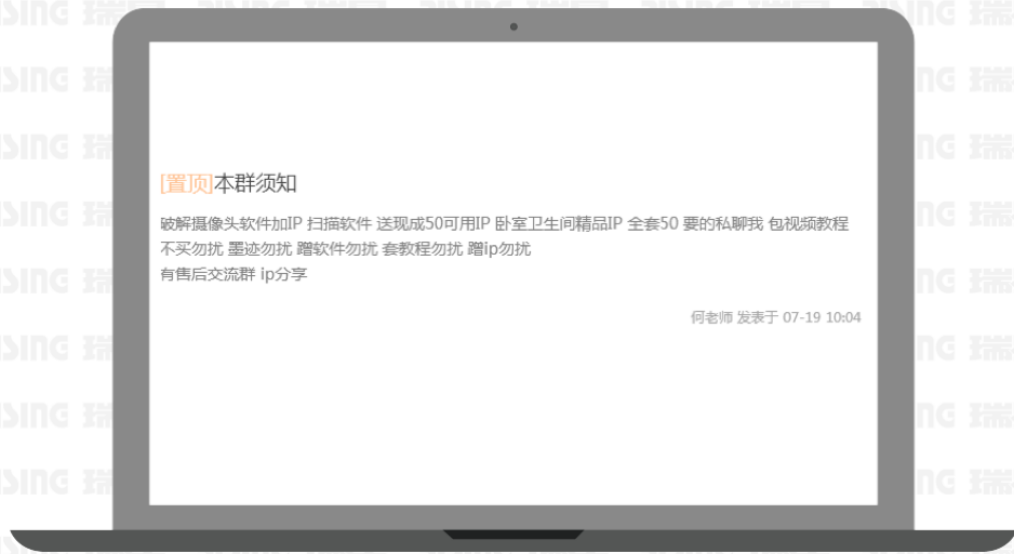 [置顶]本群须知
破解摄像头软件加IP 扫描软件 送现成50可用IP 卧室卫生间精品IP 全套50 要的私聊我 包视频教程
不买勿扰 墨迹勿扰 蹭软件勿扰 套教程勿扰 蹭ip勿扰
有售后交流群 ip分享
何老师 发表于 07-19 10:04
RISING 瑞